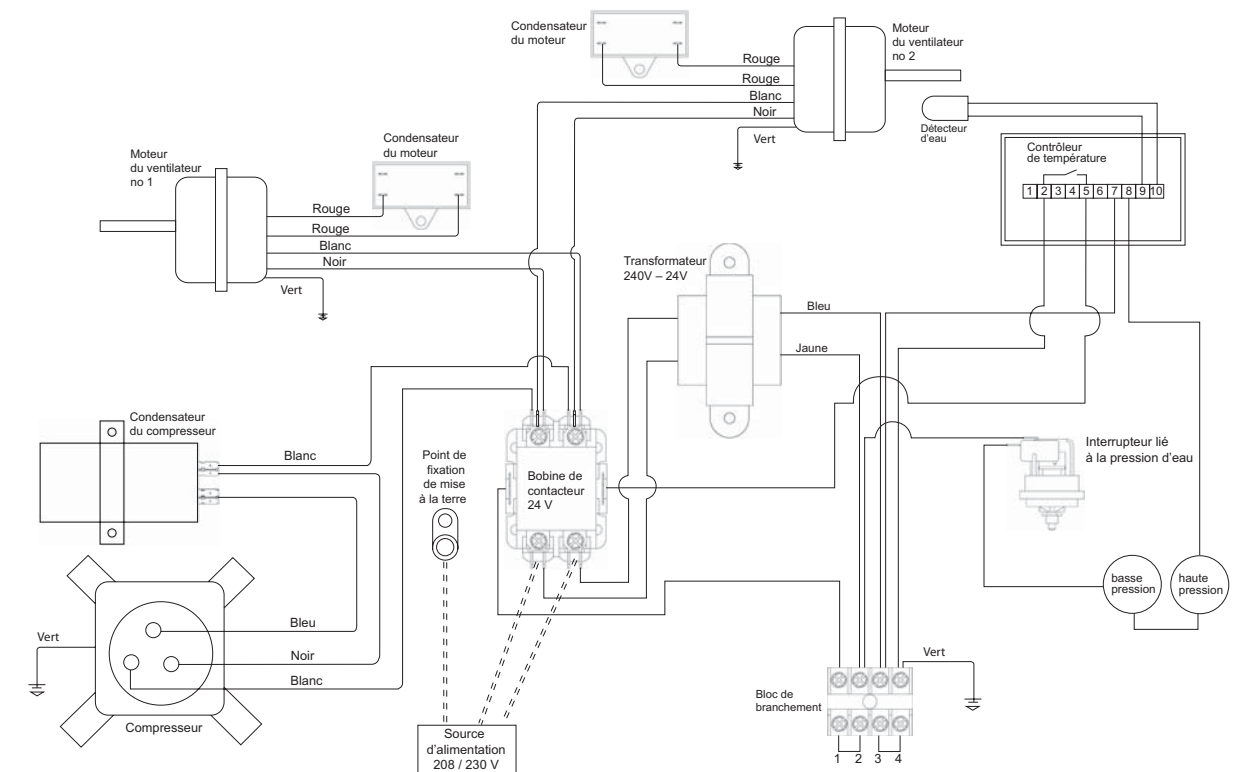 Condensateur
du moteur
Moteur
du ventilateur
no 2
Rouge
Rouge
Blanc
Noir
Vert
Détecteur
d'eau
Contrôleur
de température
1 2 3 4 5 6 7 8 9 10
Condensateur
du moteur
Moteur
du ventilateur
no 1
Rouge
Rouge
Blanc
Noir
Vert
Transformateur
240V – 24V
Bleu
Jaune
Condensateur
du compresseur
Blanc
Point de
fixation
de mise
à la terre
Bobine de
contacteur
24 V
Interrupteur lié
à la pression d'eau
basse
pression
haute
pression
Bleu
Vert
Noir
Blanc
Compresseur
Vert
Bloc de
branchement
1 2 3 4
Source
d'alimentation
208 / 230 V